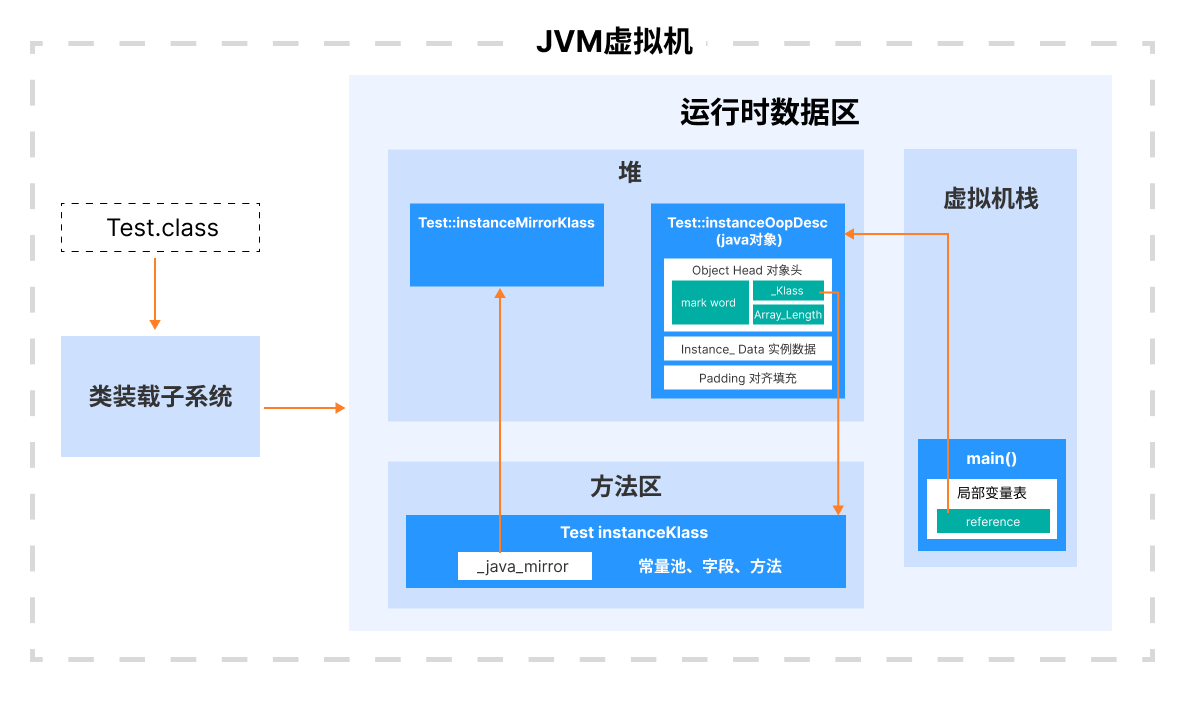 JVM虚拟机
运行时数据区
Test.class
类装载子系统
堆
Test::instanceMirrorKlass
Test::instanceOopDesc
(java对象)
Object Head 对象头
mark word
_Klass
Array_Length
Instance_ Data 实例数据
Padding 对齐填充
方法区
Test instanceKlass
_java_mirror
常量池、字段、方法
虚拟机栈
main()
局部变量表
reference